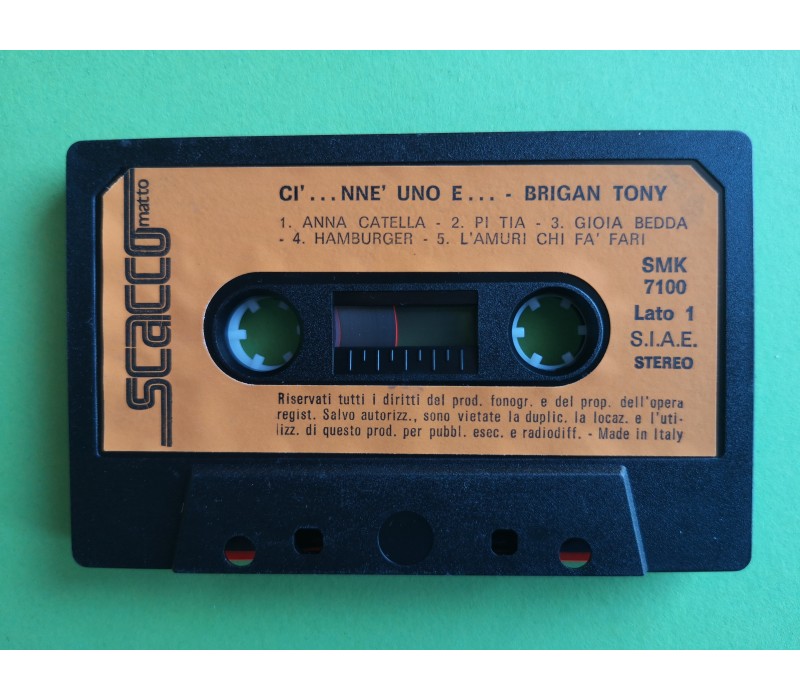 scacco
matto
CI'...NNE' UNO E... - BRIGAN TONY
1. ANNA CATELLA - 2. PI TIA - 3. GIOIA BEDDA
- 4. HAMBURGER - 5. L'AMURI CHI FA' FARI
SMK
7100
Lato 1
S.I.A.E.
STEREO
Riservati tutti i diritti del prod. fonogr. e del prop. dell'opera
regist. Salvo autorizz., sono vietate la duplic. la locaz. e l'uti-
lizz. di questo prod. per pubbl. esec. e radiodiff. - Made in Italy